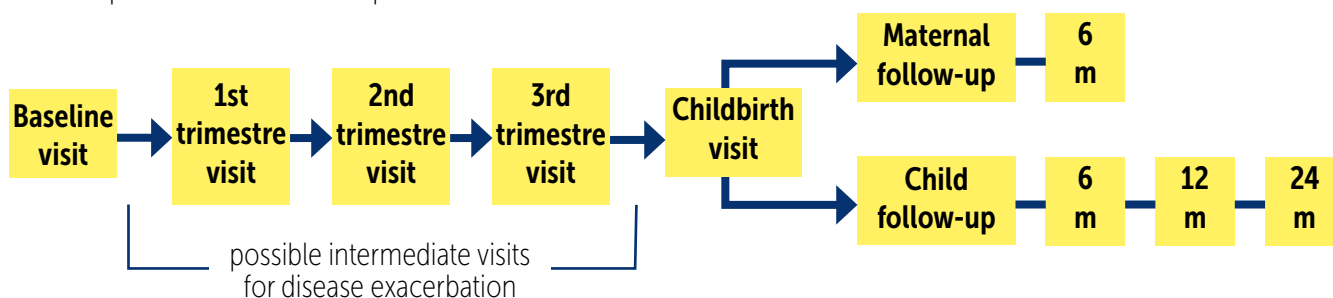 Baseline
visit
1st
trimestre
visit
2nd
trimestre
visit
3rd
trimestre
visit
possible intermediate visits
for disease exacerbation
Childbirth
visit
Maternal
follow-up
6
m
Child
follow-up
6
m
12
m
24
m